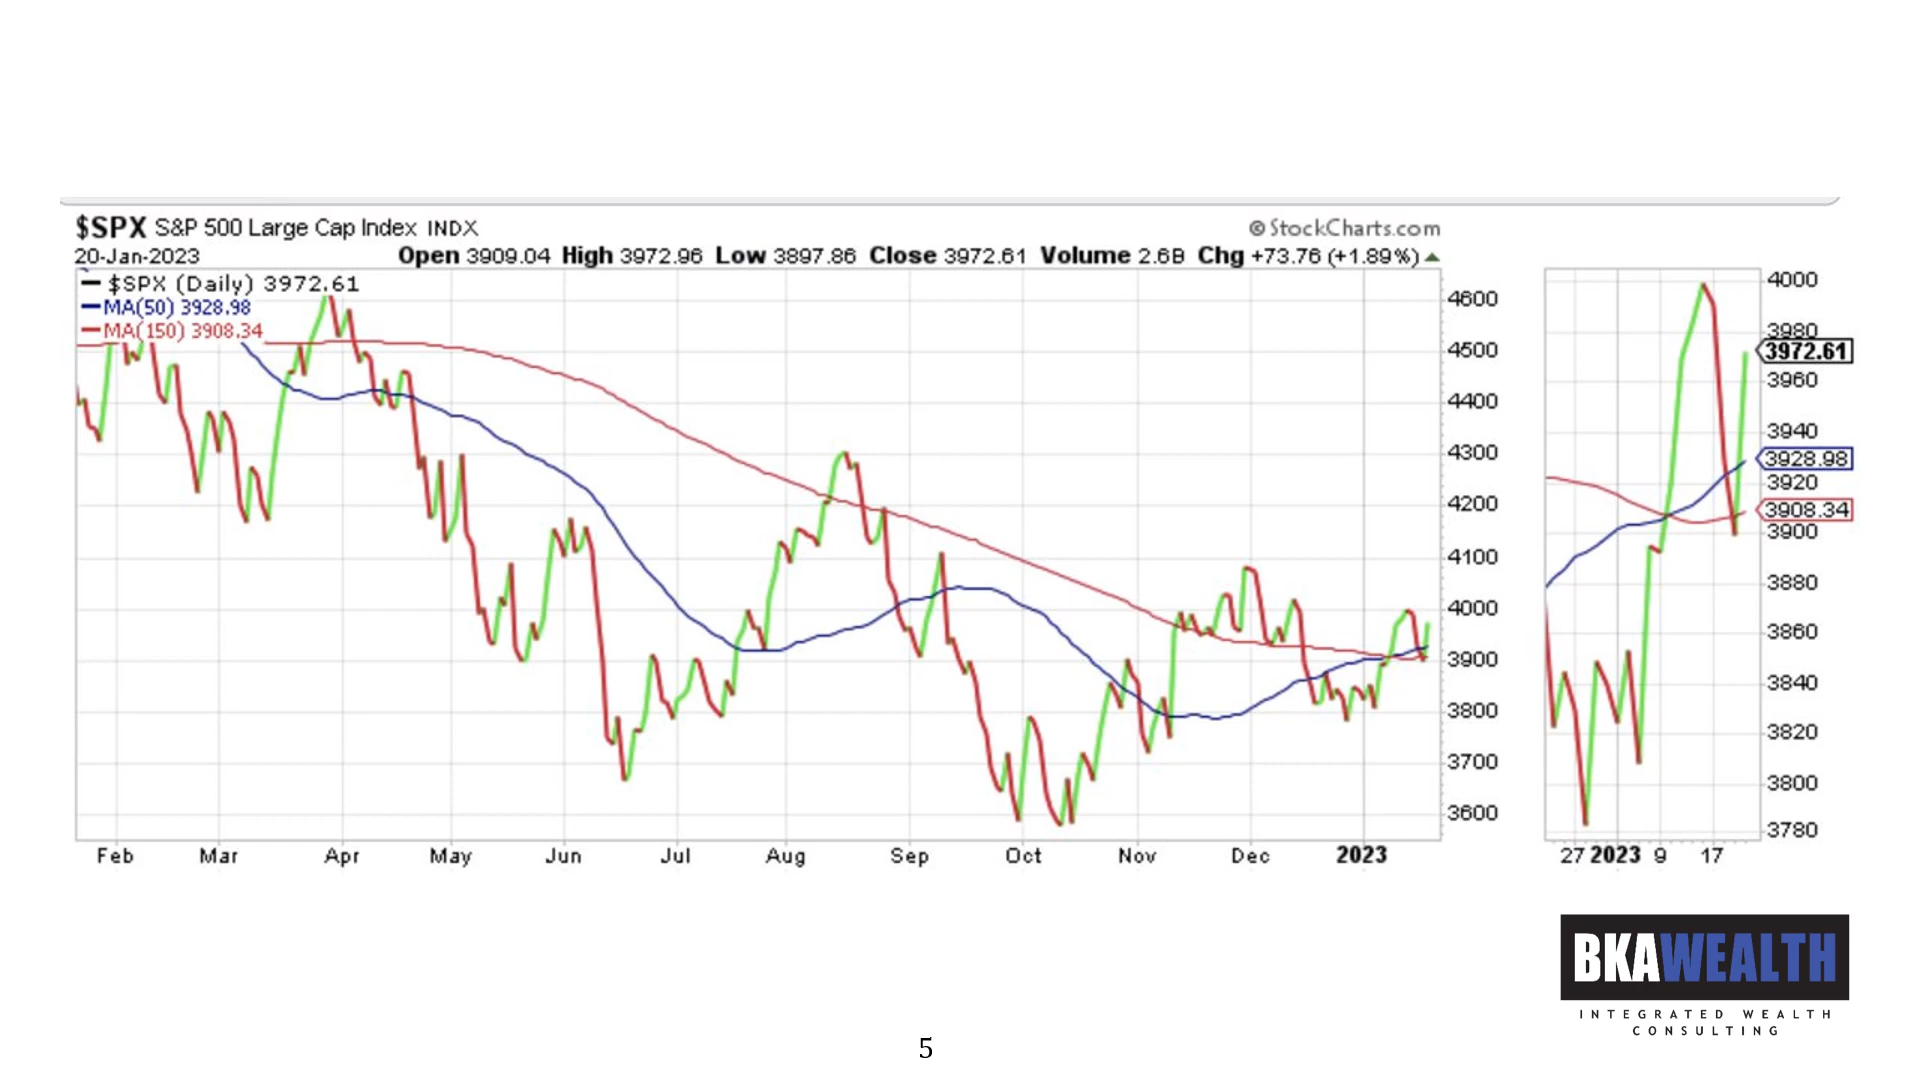 $SPX S&P 500 Large Cap Index INDX
© StockCharts.com
20-Jan-2023
Open 3909.04 High 3972.96 Low 3897.86 Close 3972.61 Volume 2.6B Chg +73.76 (+1.89%)
$SPX (Daily) 3972.61
MA(50) 3928.98
MA(150) 3908.34
4600
4500
4400
4300
4200
4100
4000
3900
3800
3700
3600
Feb Mar Apr May Jun Jul Aug Sep Oct Nov Dec 2023
4000
3980
3972.61
3960
3940
3928.98
3920
3908.34
3900
3880
3860
3840
3820
3800
3780
27 2023 9 17
BKAWEALTH
INTEGRATED WEALTH
CONSULTING
5